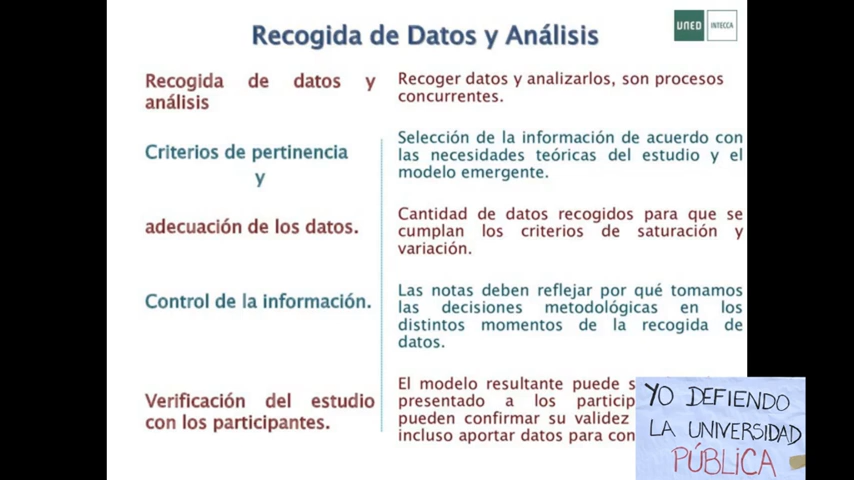 Recogida de Datos y Análisis
UNED INTECCA
Recogida de datos y
análisis
Recoger datos y analizarlos, son procesos
concurrentes.
Criterios de pertinencia
y
Selección de la información de acuerdo con
las necesidades teóricas del estudio y el
modelo emergente.
adecuación de los datos.
Cantidad de datos recogidos para que se
cumplan los criterios de saturación y
variación.
Control de la información.
Las notas deben reflejar por qué tomamos
las decisiones metodológicas en los
distintos momentos de la recogida de
datos.
Verificación del estudio
con los participantes.
El modelo resultante puede s
presentado a los particip
pueden confirmar su validez
incluso aportar datos para con
YO DEFIENDO
LA UNIVERSIDAD
PÚBLICA